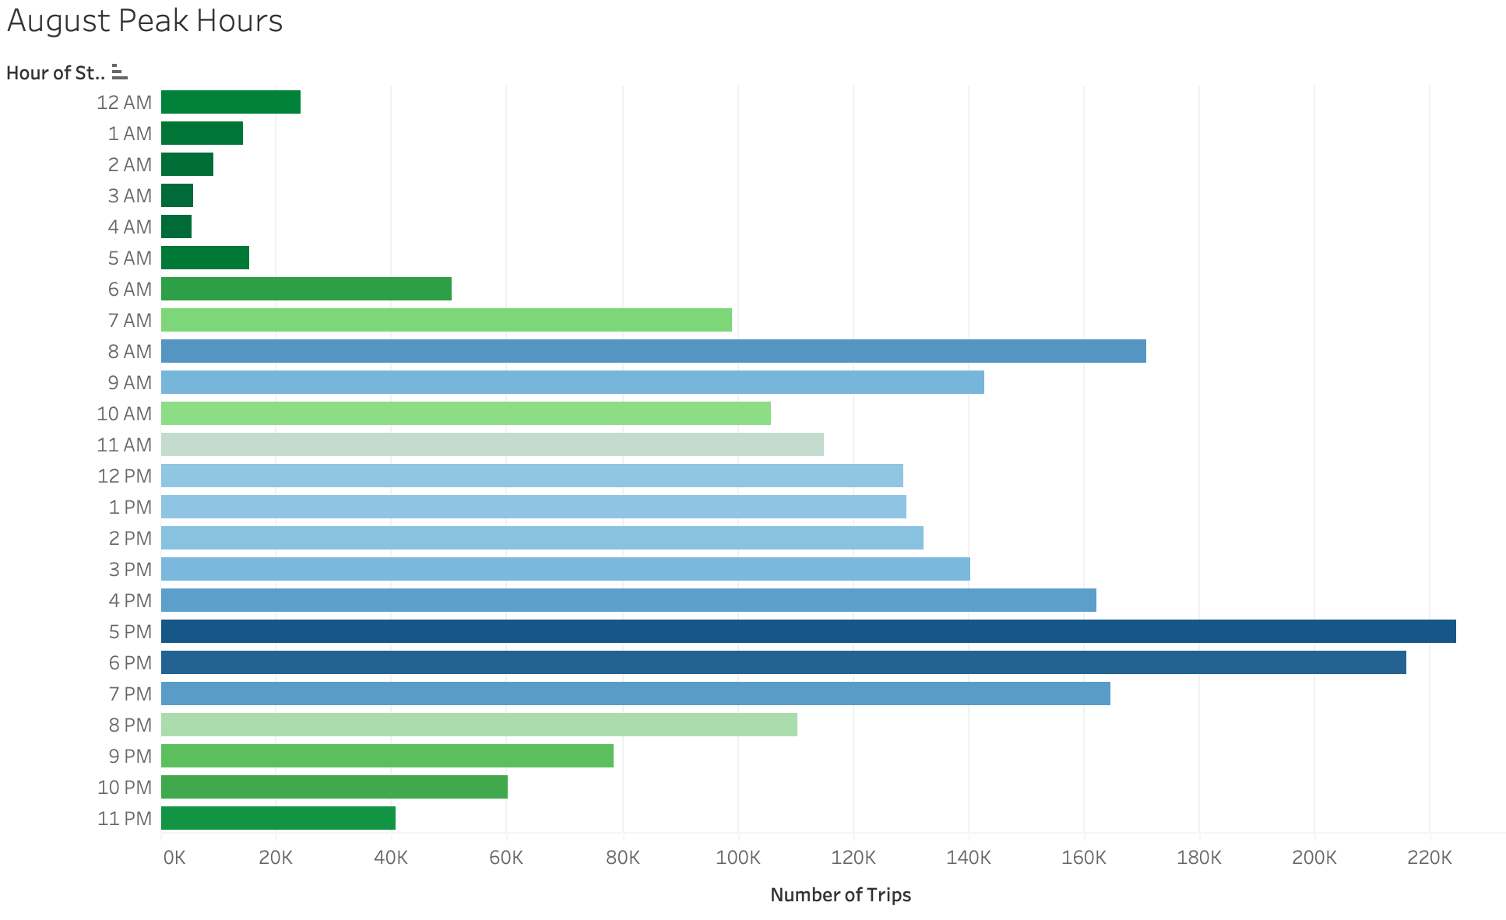 August Peak Hours
Hour of St..
12 AM
1 AM
2 AM
3 AM
4 AM
5 AM
6 AM
7 AM
8 AM
9 AM
10 AM
11 AM
12 PM
1 PM
2 PM
3 PM
4 PM
5 PM
6 PM
7 PM
8 PM
9 PM
10 PM
11 PM
0K 20K 40K 60K 80K 100K 120K 140K 160K 180K 200K 220K
Number of Trips